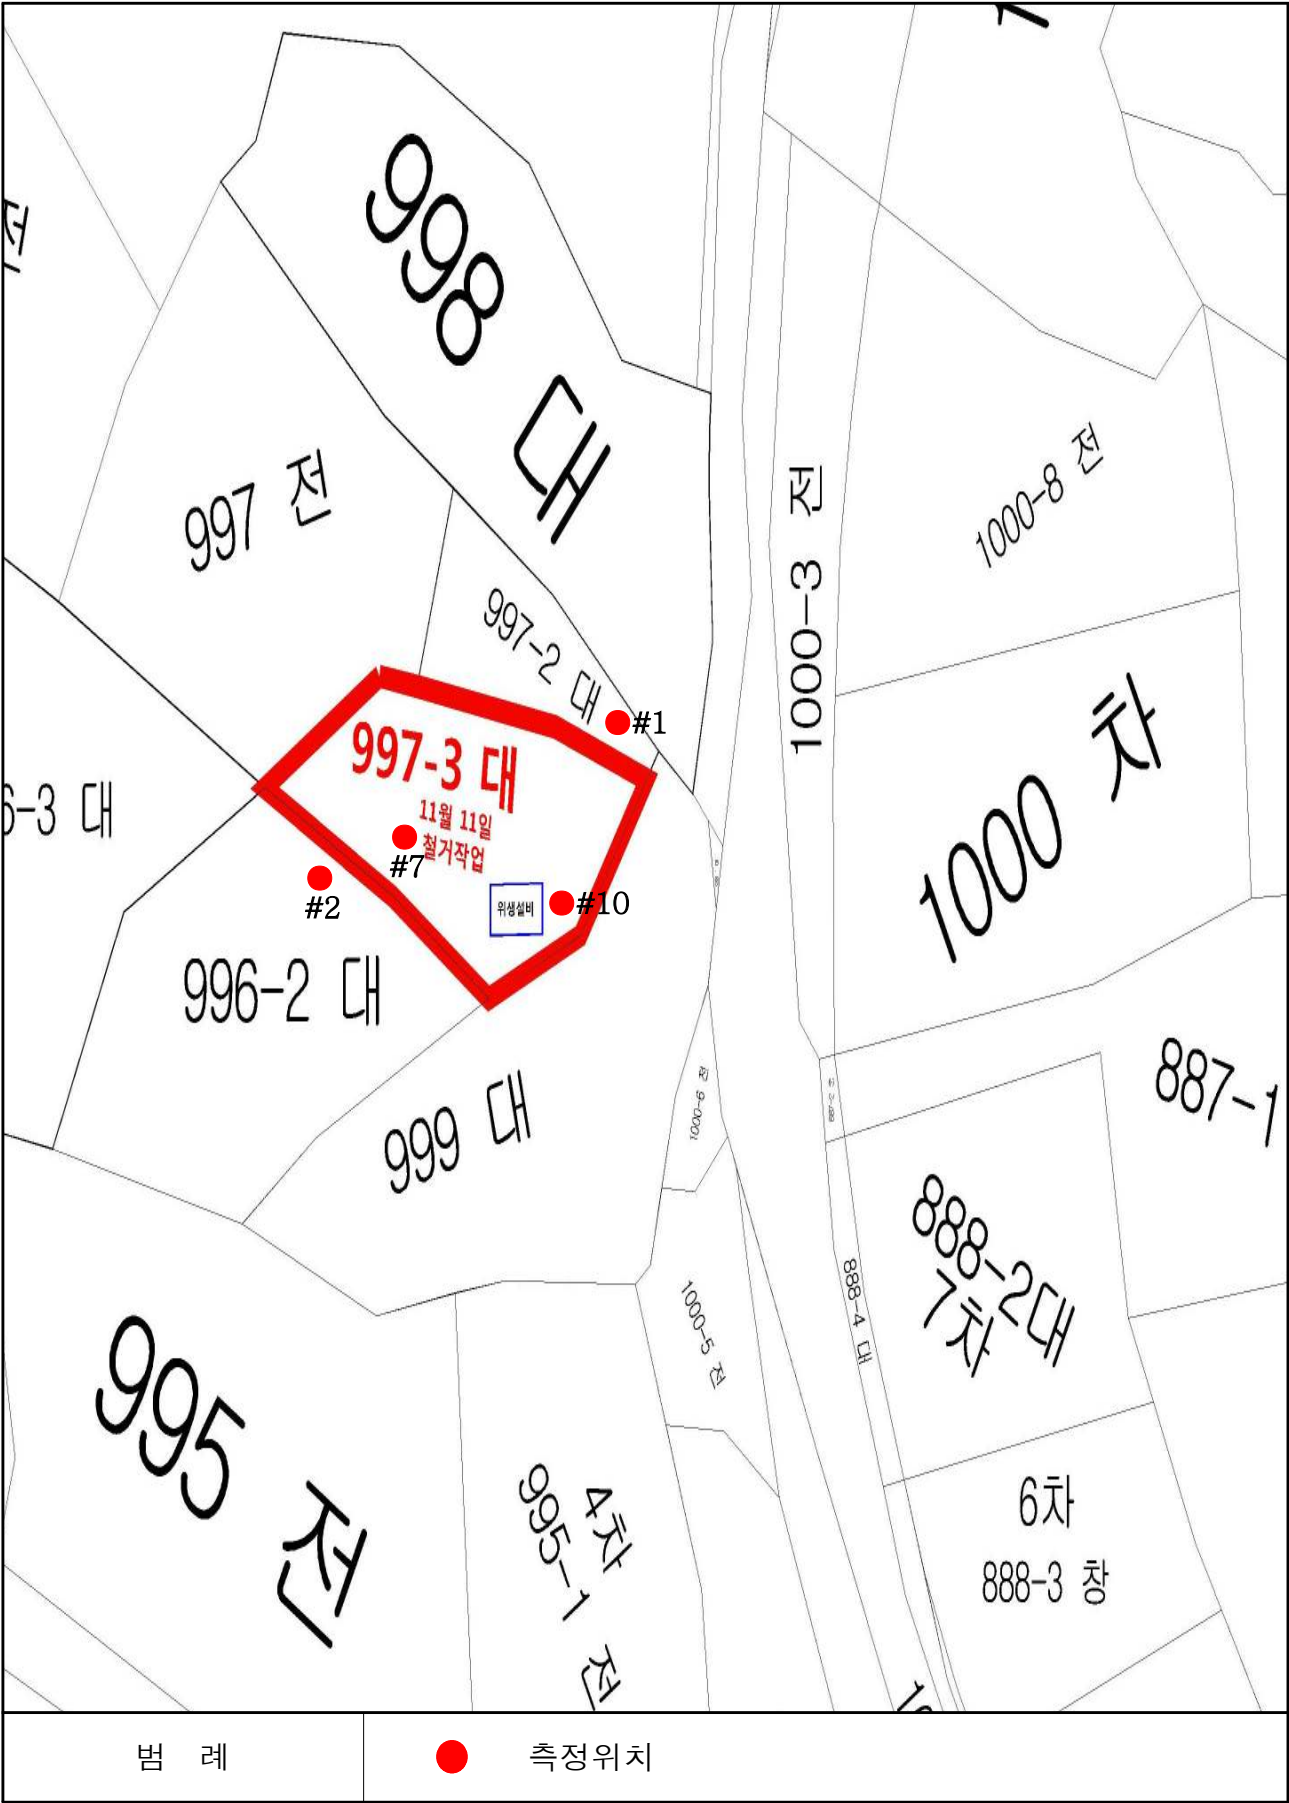 998 대
997 전
1000-8 전
1000-3 전
997-2 대
#1
1000 차
997-3 대
11월 11일
철거작업
6-3 대
#7
#2
위생설비
#10
996-2 대
999 대
1000-6 전
887-1
888-2대
7차
888-4 대
1000-5 전
995 전
4차
995-1 전
6차
888-3 창
범 례
측정위치